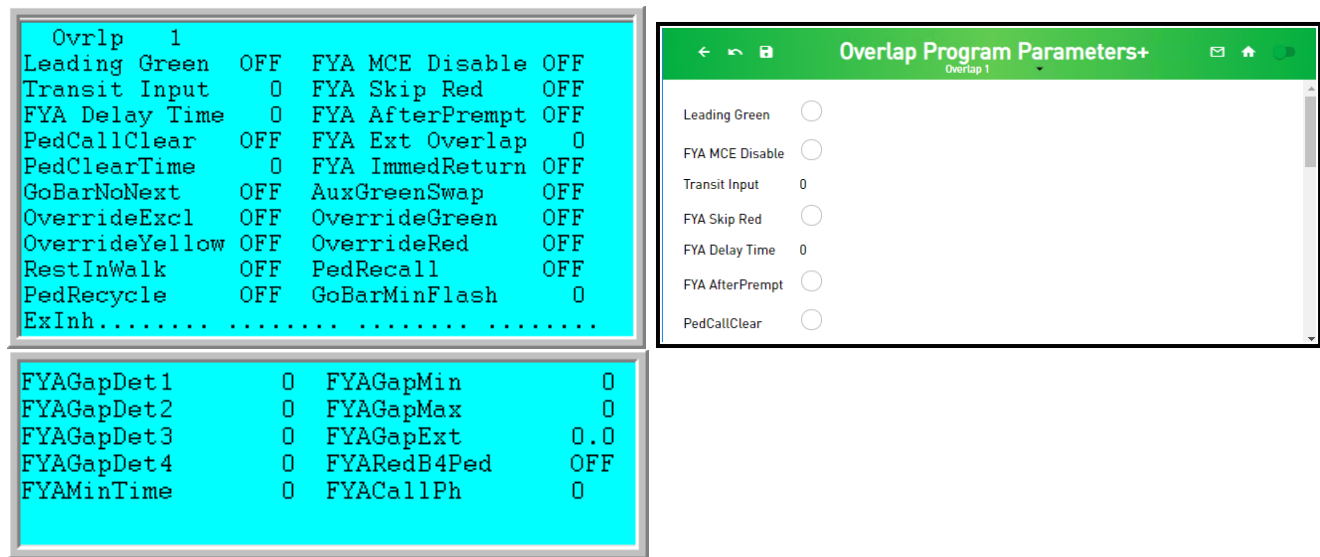 Ovrlp 1
Leading Green OFF FYA MCE Disable OFF
Transit Input 0 FYA Skip Red OFF
FYA Delay Time 0 FYA AfterPrempt OFF
PedCallClear OFF FYA Ext Overlap 0
PedClearTime 0 FYA ImmedReturn OFF
GoBarNoNext OFF AuxGreenSwap OFF
OverrideExcl OFF OverrideGreen OFF
OverrideYellow OFF OverrideRed OFF
RestInWalk OFF PedRecall OFF
PedRecycle OFF GoBarMinFlash 0
ExInh........ ........ ........ ........
Overlap Program Parameters+
Overlap 1
Leading Green
FYA MCE Disable
Transit Input 0
FYA Skip Red
FYA Delay Time 0
FYA AfterPrempt
PedCallClear
FYAGapDet1 0 FYAGapMin 0
FYAGapDet2 0 FYAGapMax 0
FYAGapDet3 0 FYAGapExt 0.0
FYAGapDet4 0 FYARedB4Ped OFF
FYAMinTime 0 FYACallPh 0